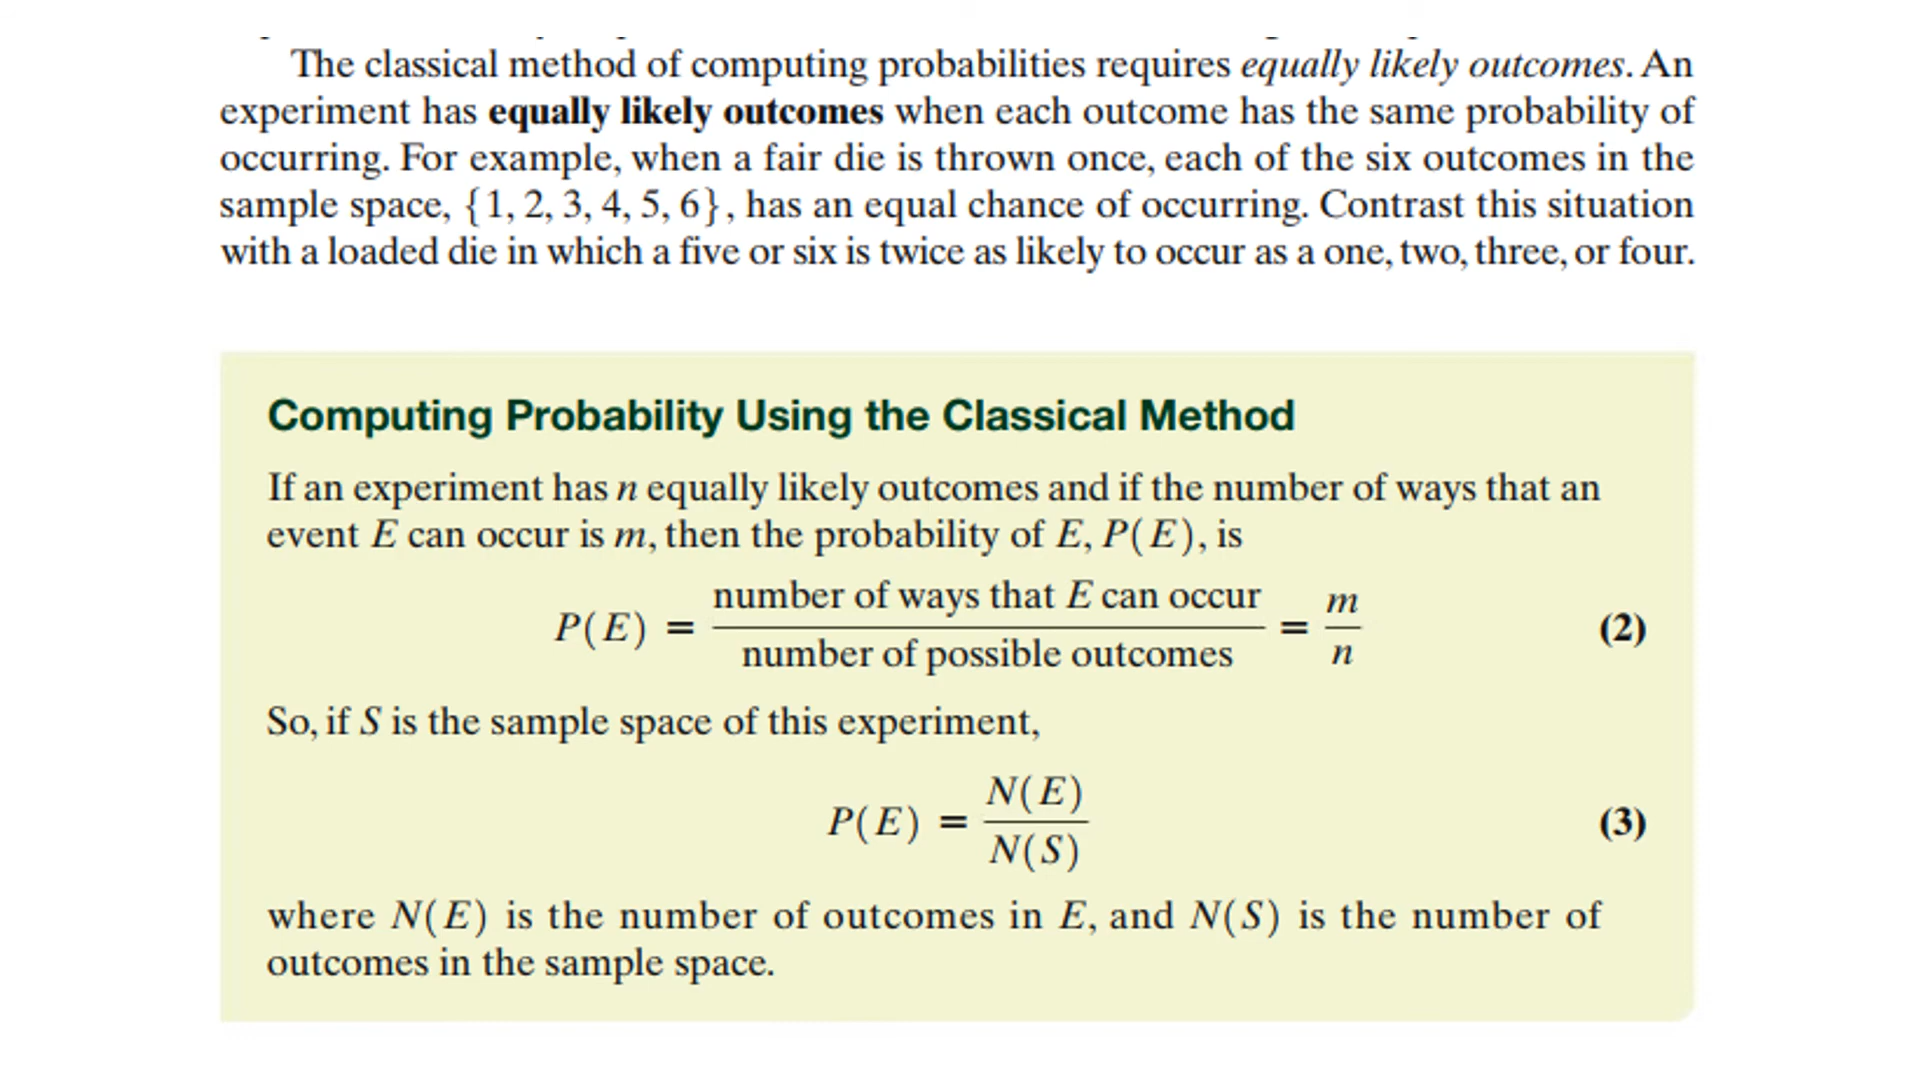 The classical method of computing probabilities requires equally likely outcomes. An
experiment has equally likely outcomes when each outcome has the same probability of
occurring. For example, when a fair die is thrown once, each of the six outcomes in the
sample space, {1, 2, 3, 4, 5, 6}, has an equal chance of occurring. Contrast this situation
with a loaded die in which a five or six is twice as likely to occur as a one, two, three, or four.
Computing Probability Using the Classical Method
If an experiment has n equally likely outcomes and if the number of ways that an
event E can occur is m, then the probability of E, P(E), is
P(E) = number of ways that E can occur / number of possible outcomes = m / n (2)
So, if S is the sample space of this experiment,
P(E) = N(E) / N(S) (3)
where N(E) is the number of outcomes in E, and N(S) is the number of
outcomes in the sample space.